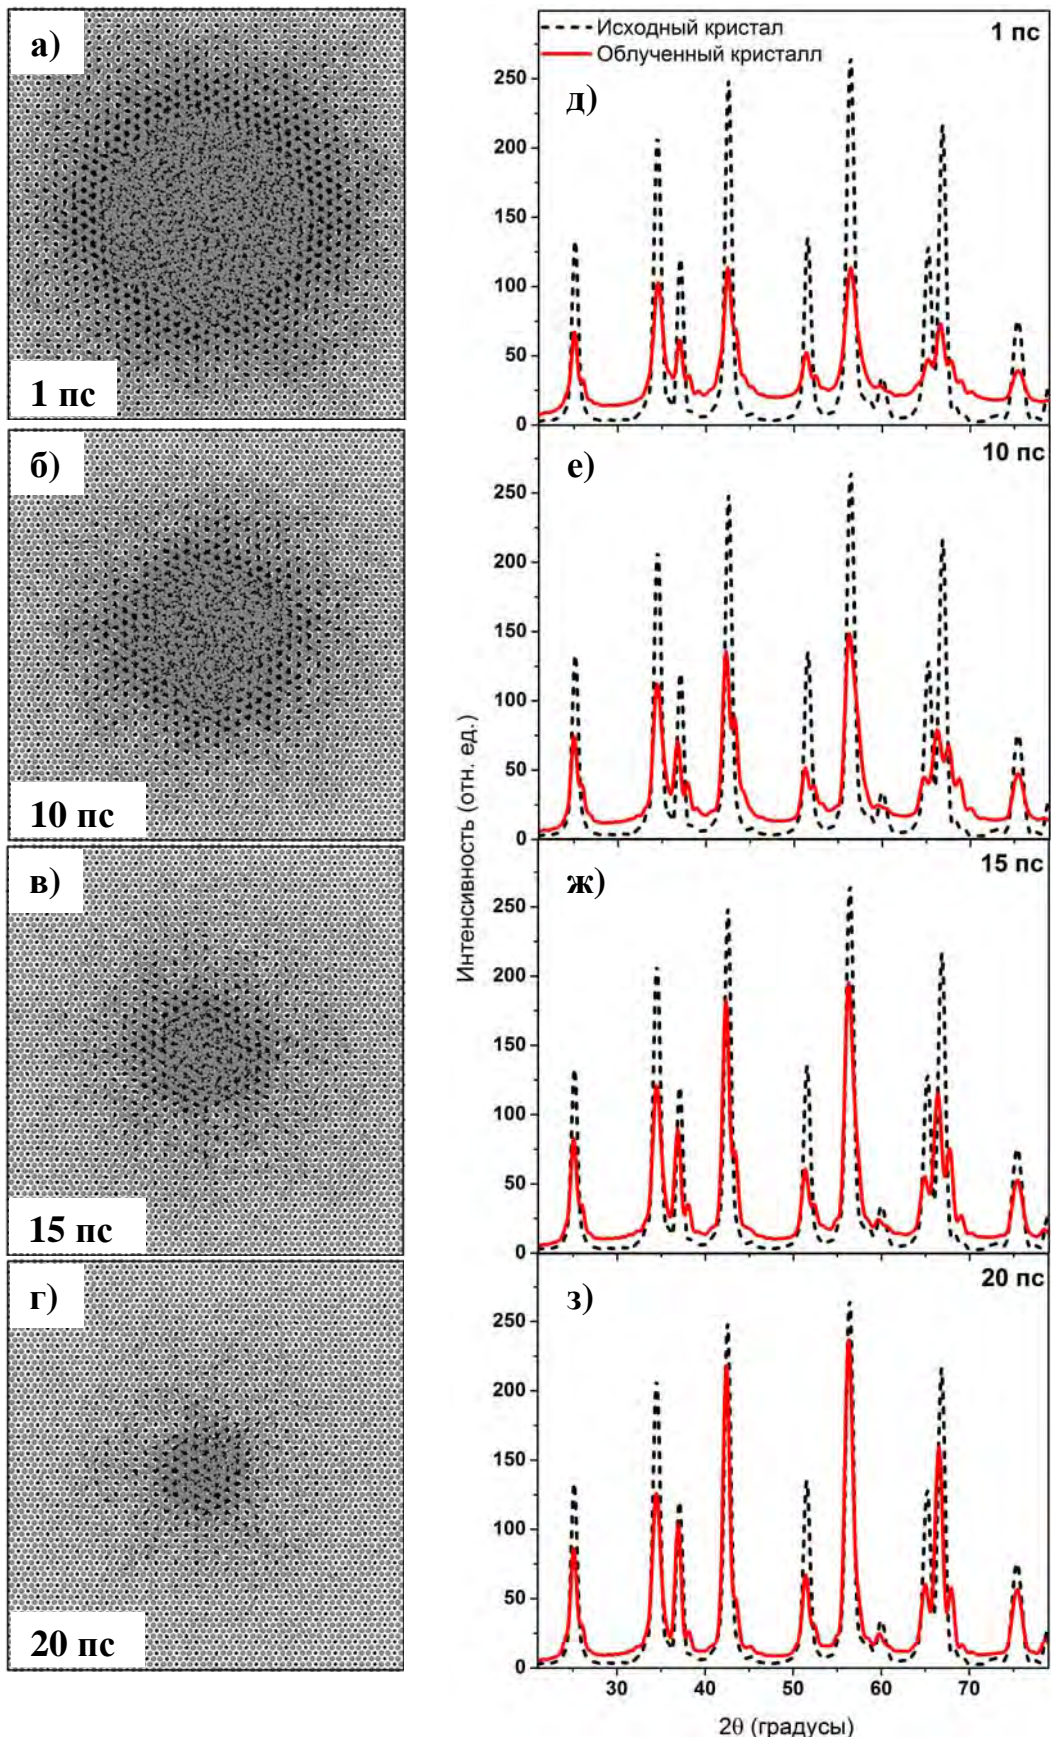 а)
1 пс
б)
10 пс
в)
15 пс
г)
20 пс
Интенсивность (отн. ед.)
Исходный кристал
Облученный кристалл
1 пс
д)
250
200
150
100
50
0
10 пс
е)
250
200
150
100
50
0
15 пс
ж)
250
200
150
100
50
0
20 пс
з)
250
200
150
100
50
0
30 40 50 60 70
2θ (градусы)